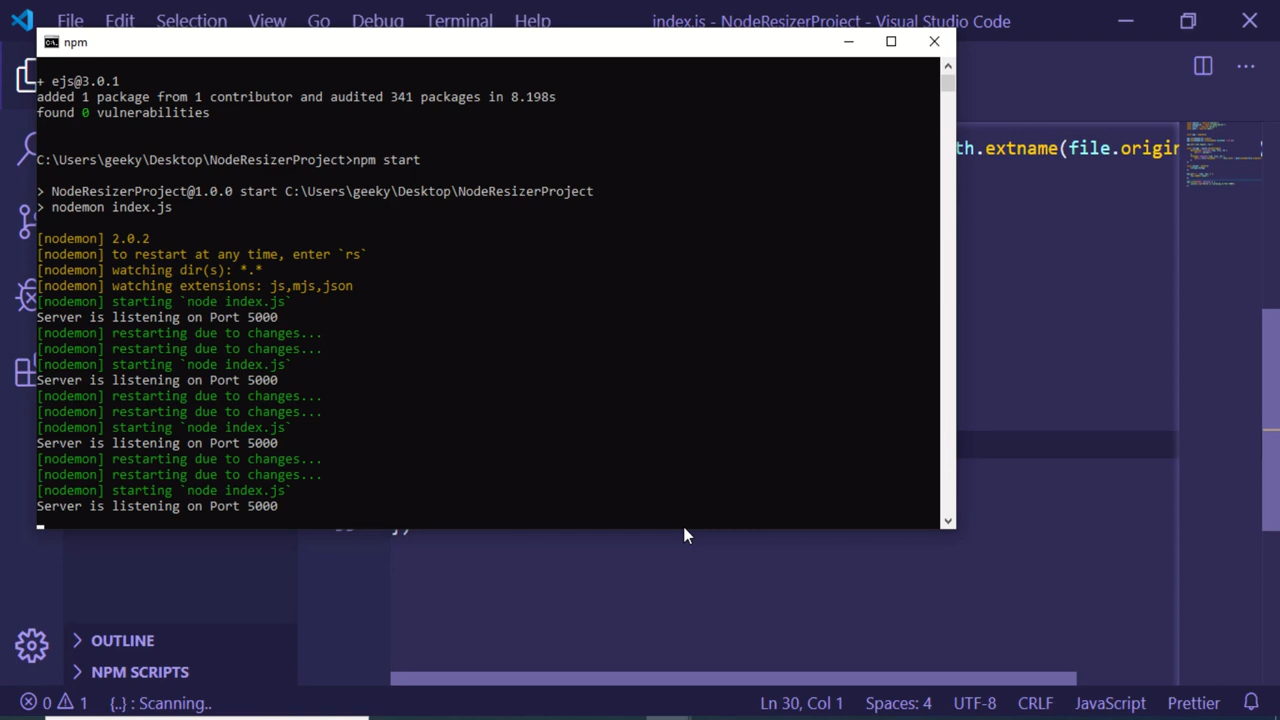 File Edit Selection View Go Debug Terminal Help index.js - NodeResizerProject - Visual Studio Code
npm
+ ejs@3.0.1
added 1 package from 1 contributor and audited 341 packages in 8.198s
found 0 vulnerabilities
C:\Users\geeky\Desktop\NodeResizerProject>npm start
th.extname(file.origin
> NodeResizerProject@1.0.0 start C:\Users\geeky\Desktop\NodeResizerProject
> nodemon index.js
[nodemon] 2.0.2
[nodemon] to restart at any time, enter `rs`
[nodemon] watching dir(s): *.*
[nodemon] watching extensions: js,mjs,json
[nodemon] starting `node index.js`
Server is listening on Port 5000
[nodemon] restarting due to changes...
[nodemon] restarting due to changes...
[nodemon] starting `node index.js`
Server is listening on Port 5000
[nodemon] restarting due to changes...
[nodemon] restarting due to changes...
[nodemon] starting `node index.js`
Server is listening on Port 5000
[nodemon] restarting due to changes...
[nodemon] restarting due to changes...
[nodemon] starting `node index.js`
Server is listening on Port 5000
OUTLINE
NPM SCRIPTS
0 1 {..} : Scanning.. Ln 30, Col 1 Spaces: 4 UTF-8 CRLF JavaScript Prettier